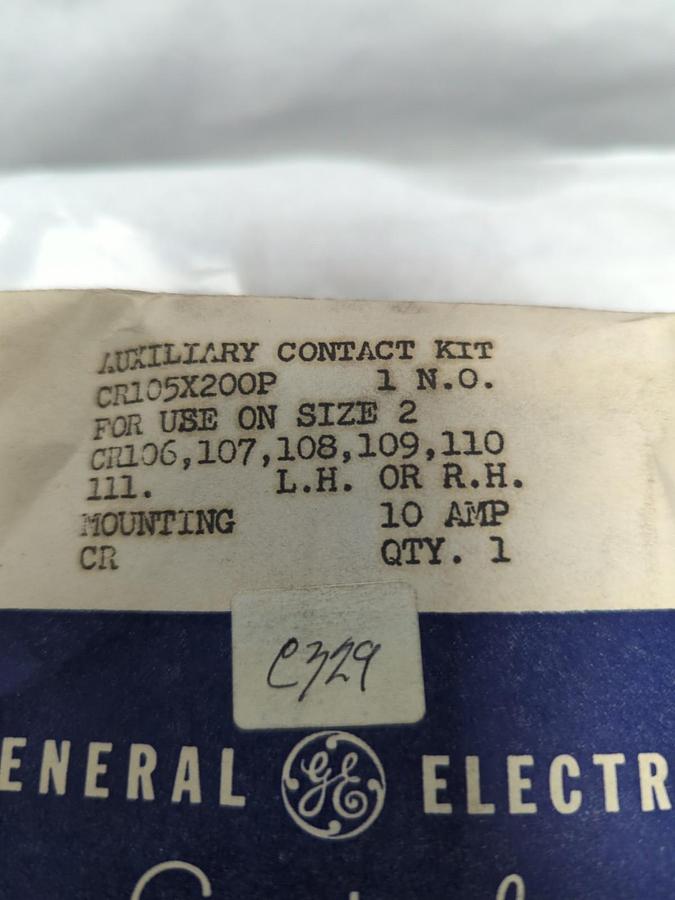 AUXILIARY CONTACT KIT
CR105X200P 1 N.O.
FOR USE ON SIZE 2
CR106,107,108,109,110
111. L.H. OR R.H.
MOUNTING 10 AMP
CR QTY. 1
C329
ENERAL GE ELECTR